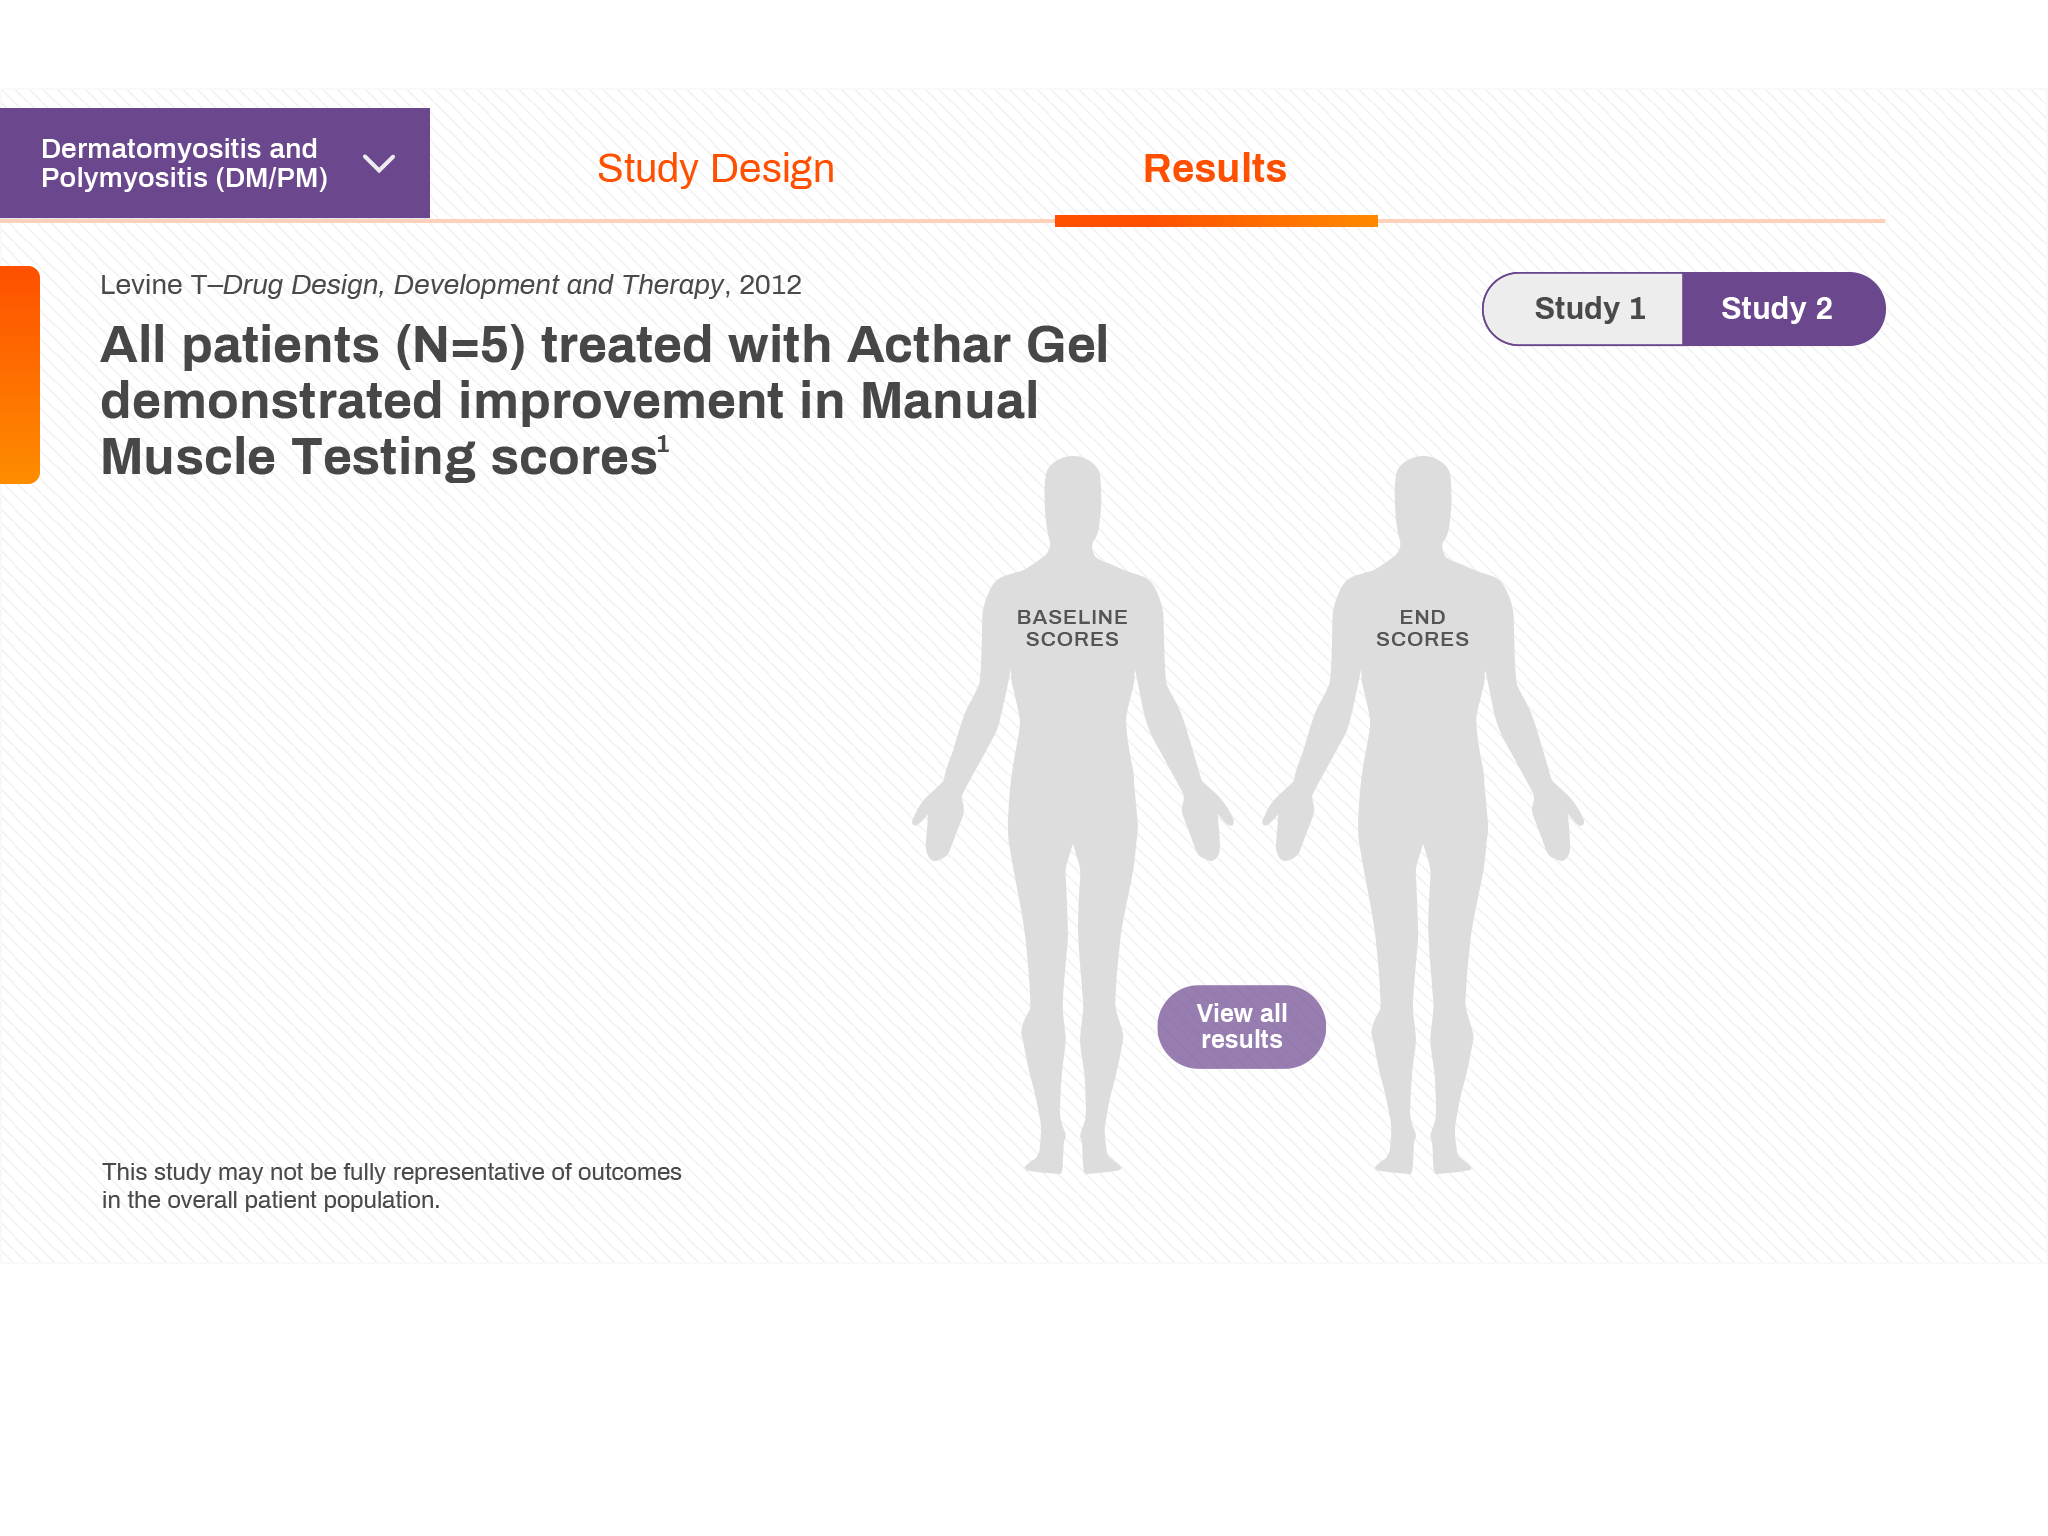 Dermatomyositis and
Polymyositis (DM/PM)
Study Design
Results
Levine T–Drug Design, Development and Therapy, 2012
Study 1
Study 2
All patients (N=5) treated with Acthar Gel
demonstrated improvement in Manual
Muscle Testing scores¹
BASELINE
SCORES
END
SCORES
View all
results
This study may not be fully representative of outcomes
in the overall patient population.